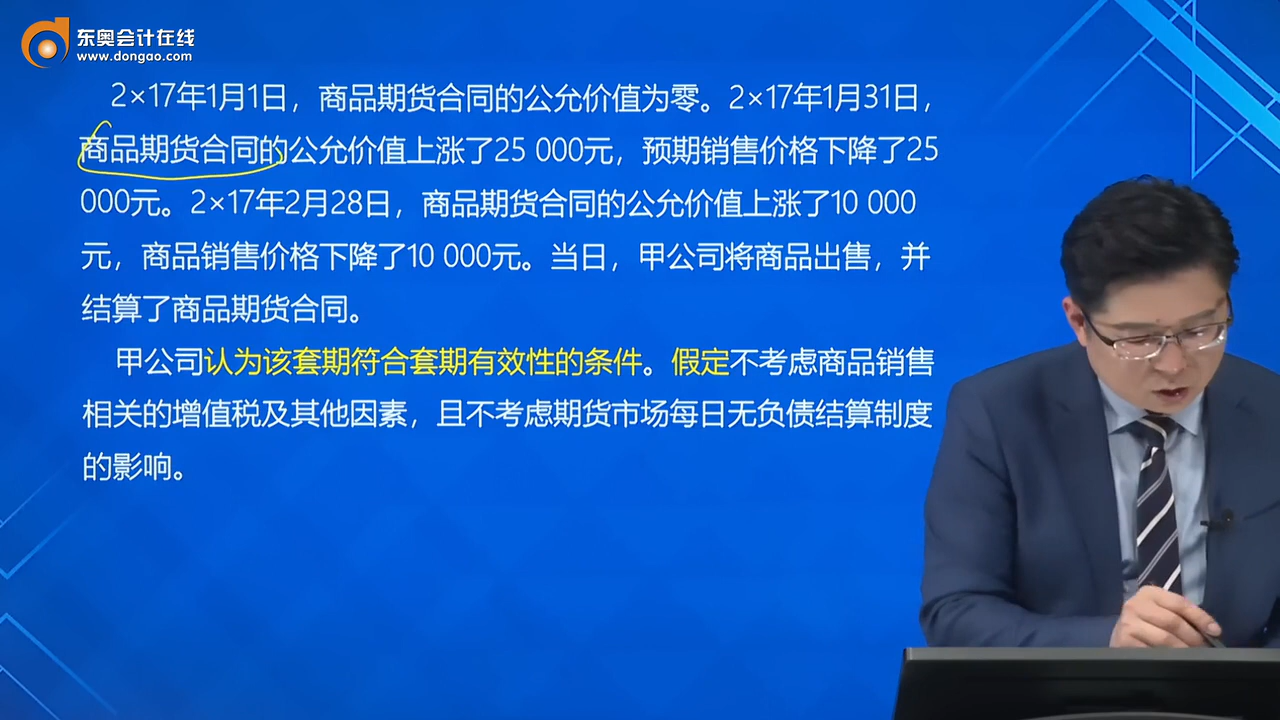 东奥会计在线
www.dongao.com
2×17年1月1日，商品期货合同的公允价值为零。2×17年1月31日，
商品期货合同的公允价值上涨了25 000元，预期销售价格下降了25
000元。2×17年2月28日，商品期货合同的公允价值上涨了10 000
元，商品销售价格下降了10 000元。当日，甲公司将商品出售，并
结算了商品期货合同。
甲公司认为该套期符合套期有效性的条件。假定不考虑商品销售
相关的增值税及其他因素，且不考虑期货市场每日无负债结算制度
的影响。